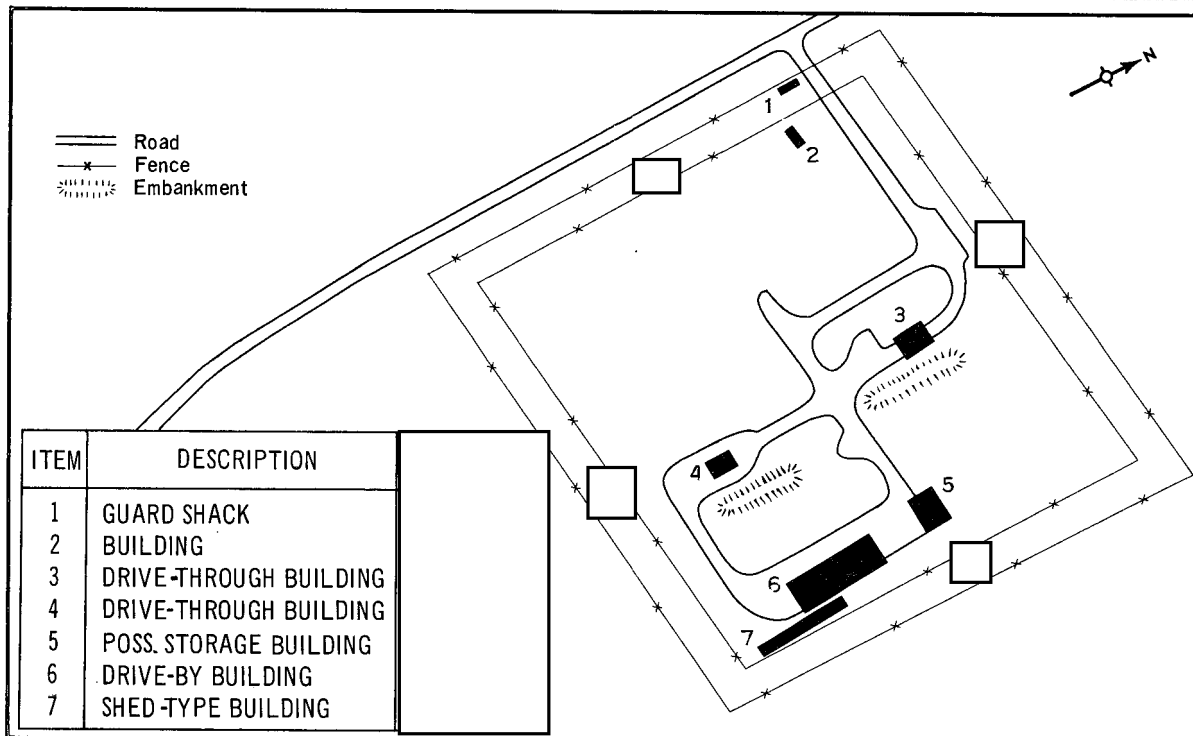 N
1
2
Road
Fence
Embankment
3
4
5
6
7
ITEM DESCRIPTION
1 GUARD SHACK
2 BUILDING
3 DRIVE-THROUGH BUILDING
4 DRIVE-THROUGH BUILDING
5 POSS. STORAGE BUILDING
6 DRIVE-BY BUILDING
7 SHED-TYPE BUILDING